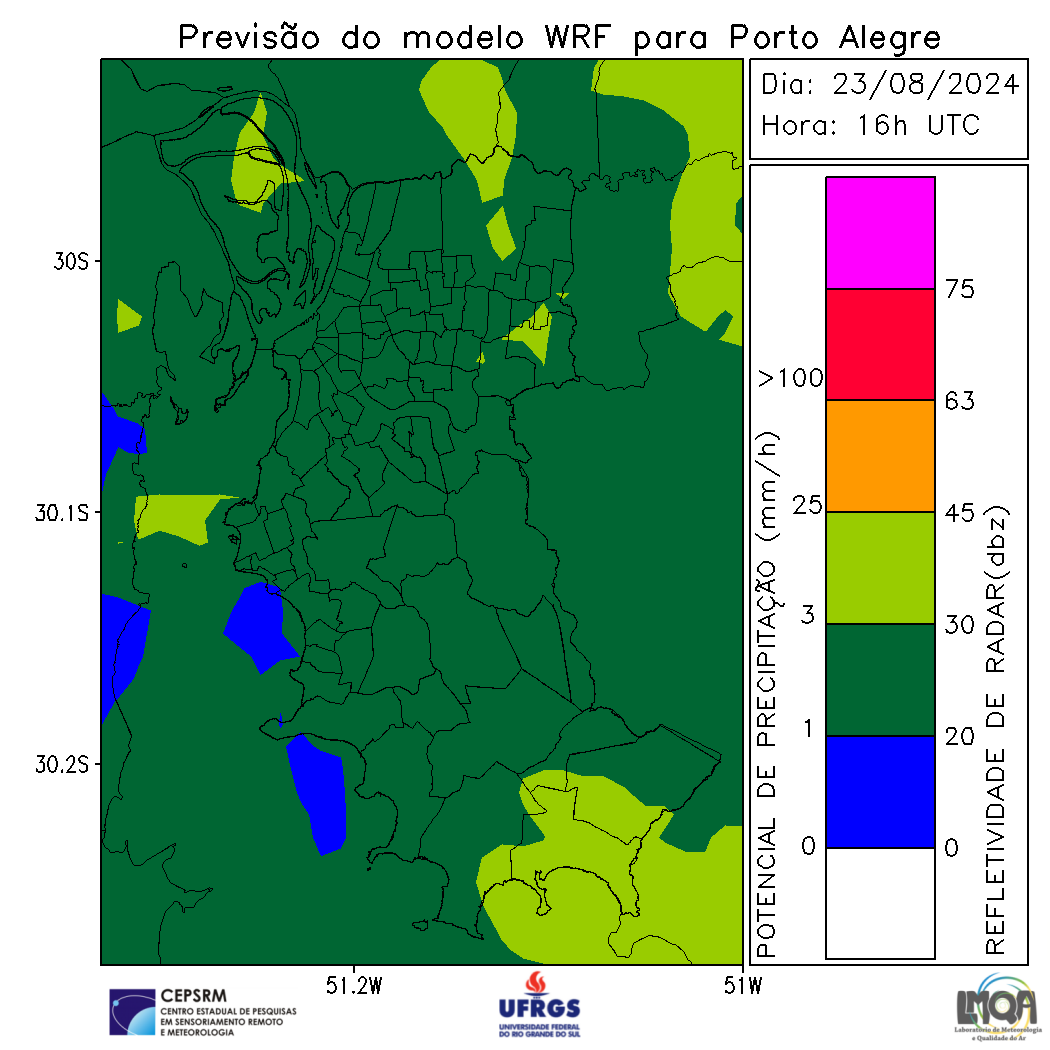 Previsão do modelo WRF para Porto Alegre
Dia: 23/08/2024
Hora: 16h UTC
30S
30.1S
30.2S
51.2W
51W
POTENCIAL DE PRECIPITAÇÃO (mm/h)
>100
25
3
1
0
75
63
45
30
20
0
REFLETIVIDADE DE RADAR(dbz)
CEPSRM
CENTRO ESTADUAL DE PESQUISAS
EM SENSORIAMENTO REMOTO
E METEOROLOGIA
UFRGS
UNIVERSIDADE FEDERAL
DO RIO GRANDE DO SUL
LMQA
Laboratório de Meteorologia
e Qualidade do Ar